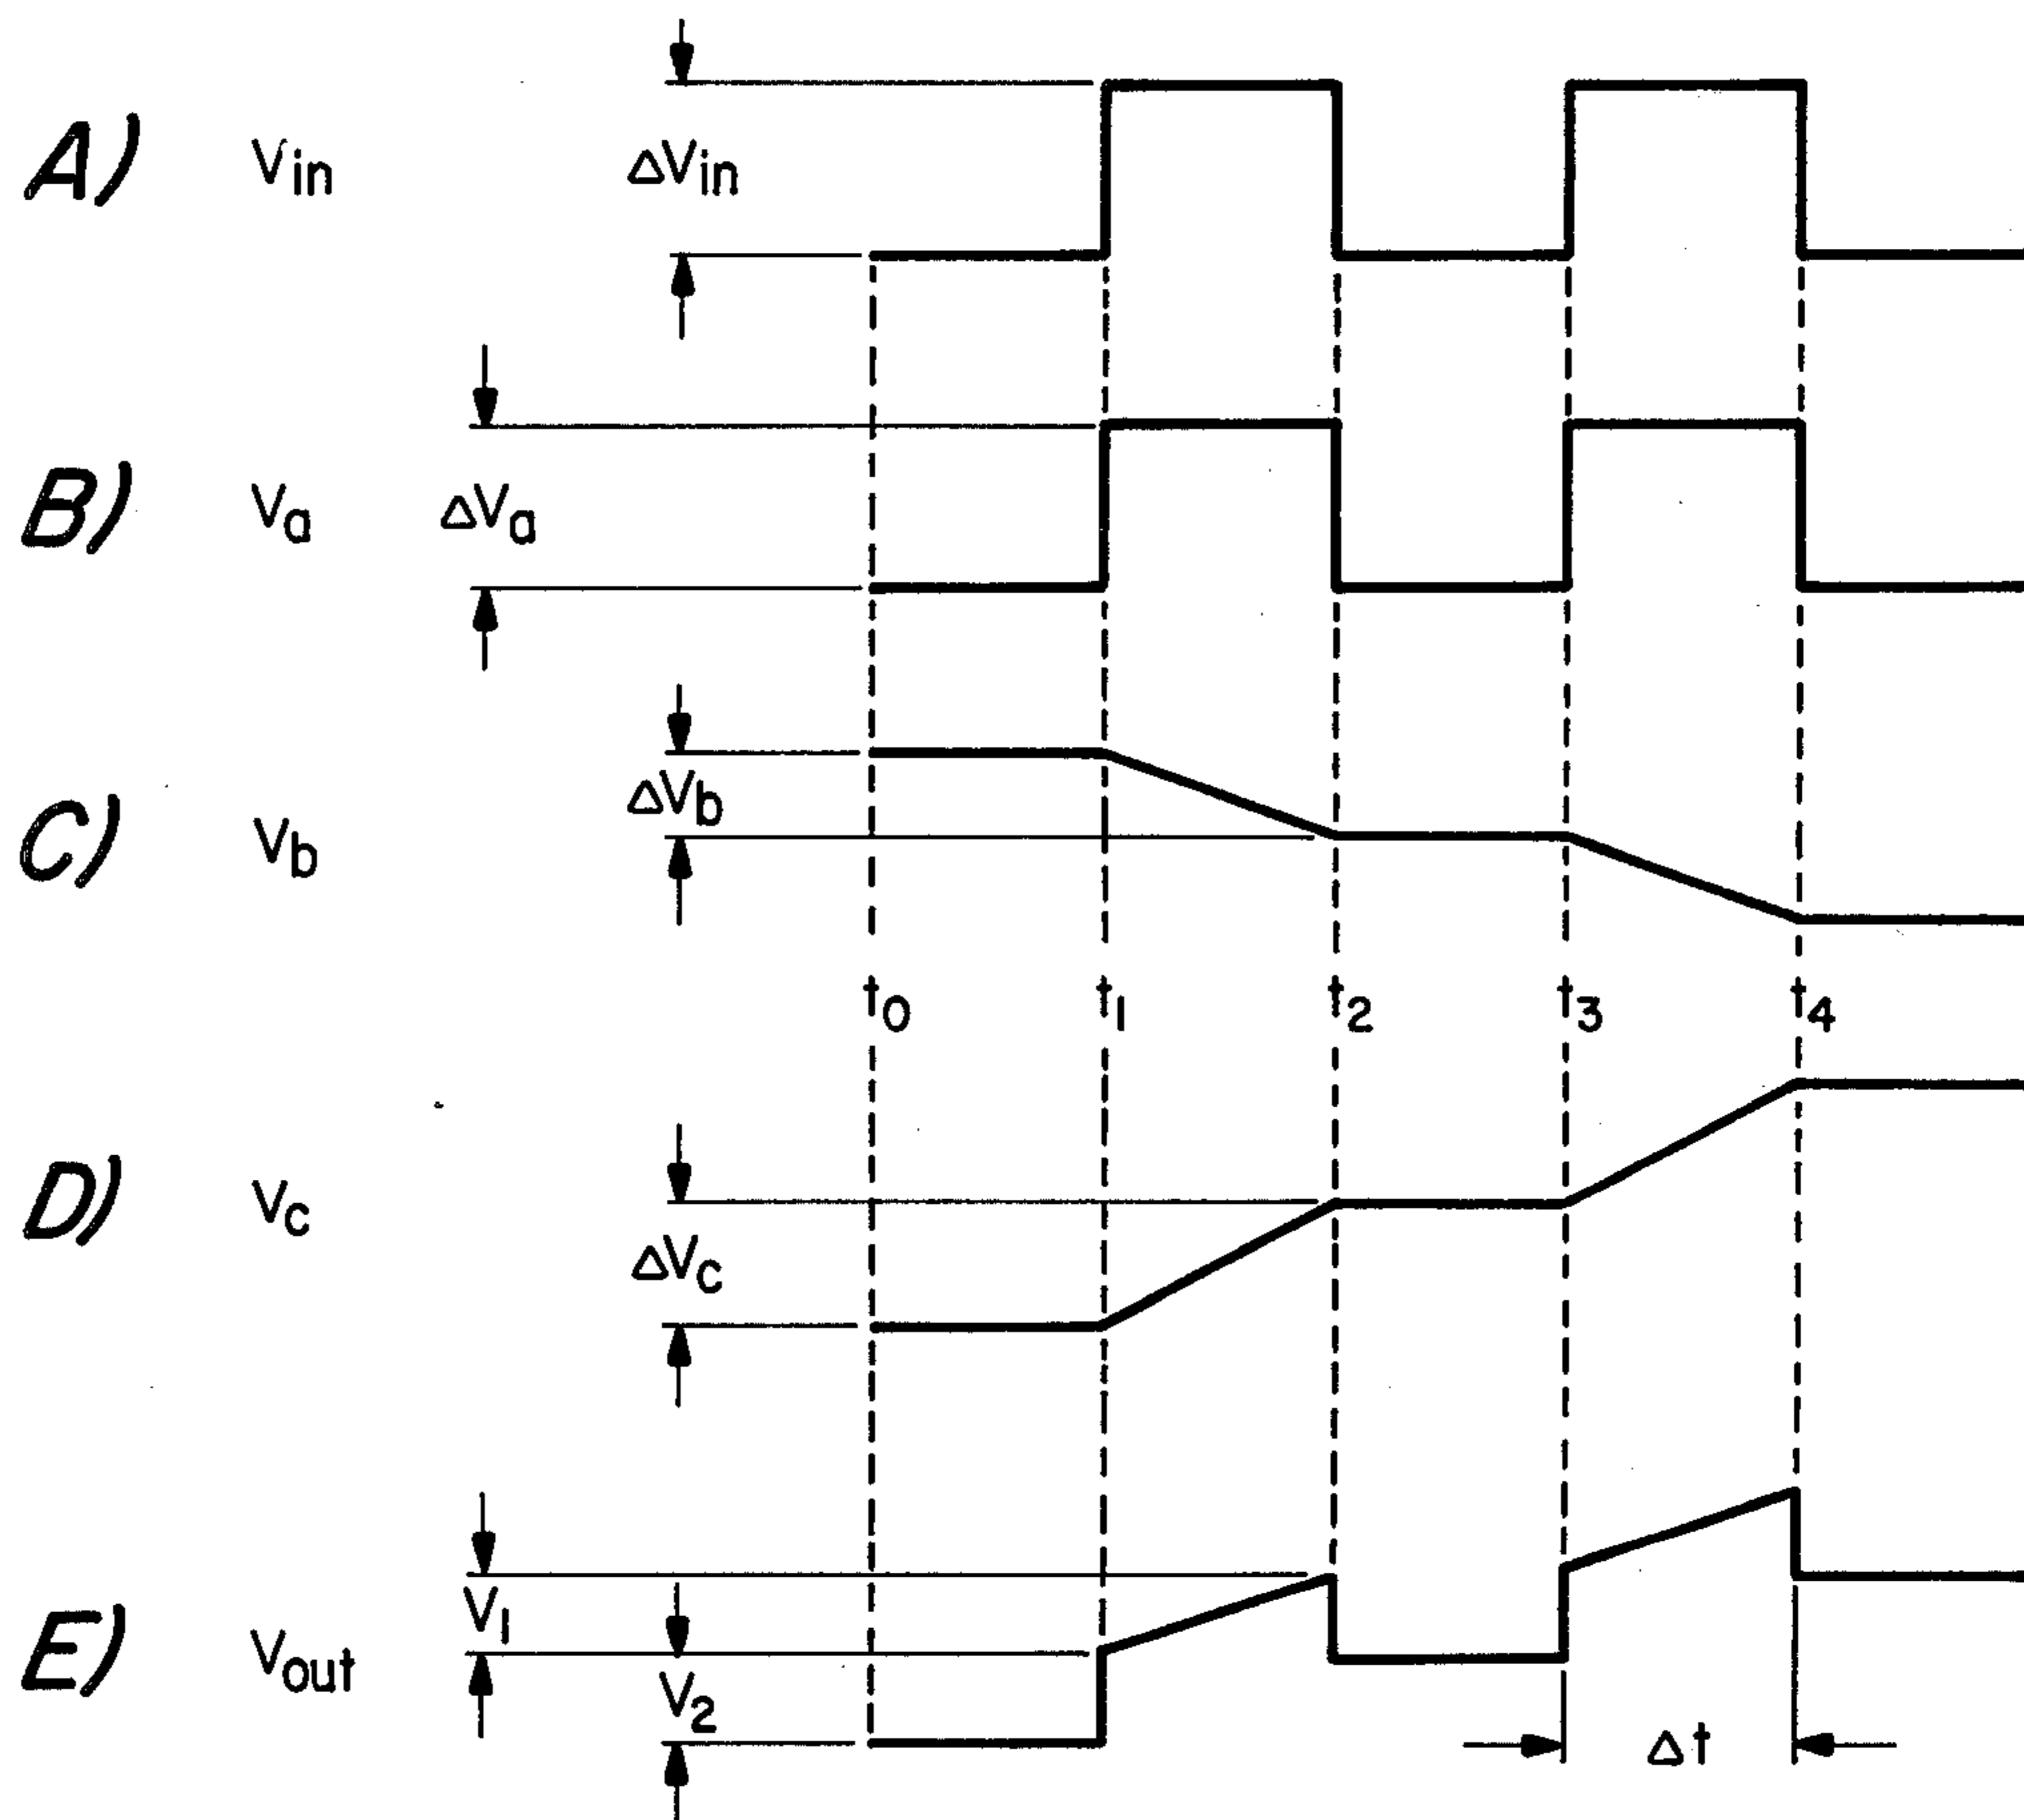 A) Vin ΔVin
B) Va ΔVa
C) Vb ΔVb
t0 t1 t2 t3 t4
D) Vc ΔVc
E) Vout V1 V2 Δt